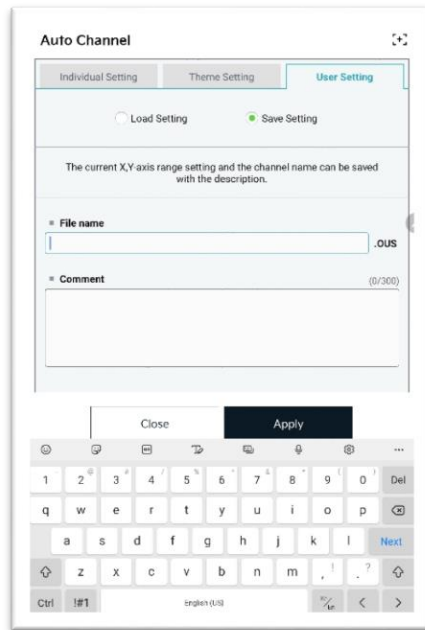 Auto Channel
Individual Setting Theme Setting User Setting
Load Setting Save Setting
The current X,Y-axis range setting and the channel name can be saved
with the description.
File name
.OUS
Comment (0/300)
Close Apply
1 2 3 4 5 6 7 8 9 0 Del
q w e r t y u i o p
a s d f g h j k l Next
z x c v b n m , ! . ?
Ctrl !#1 English (US) < >